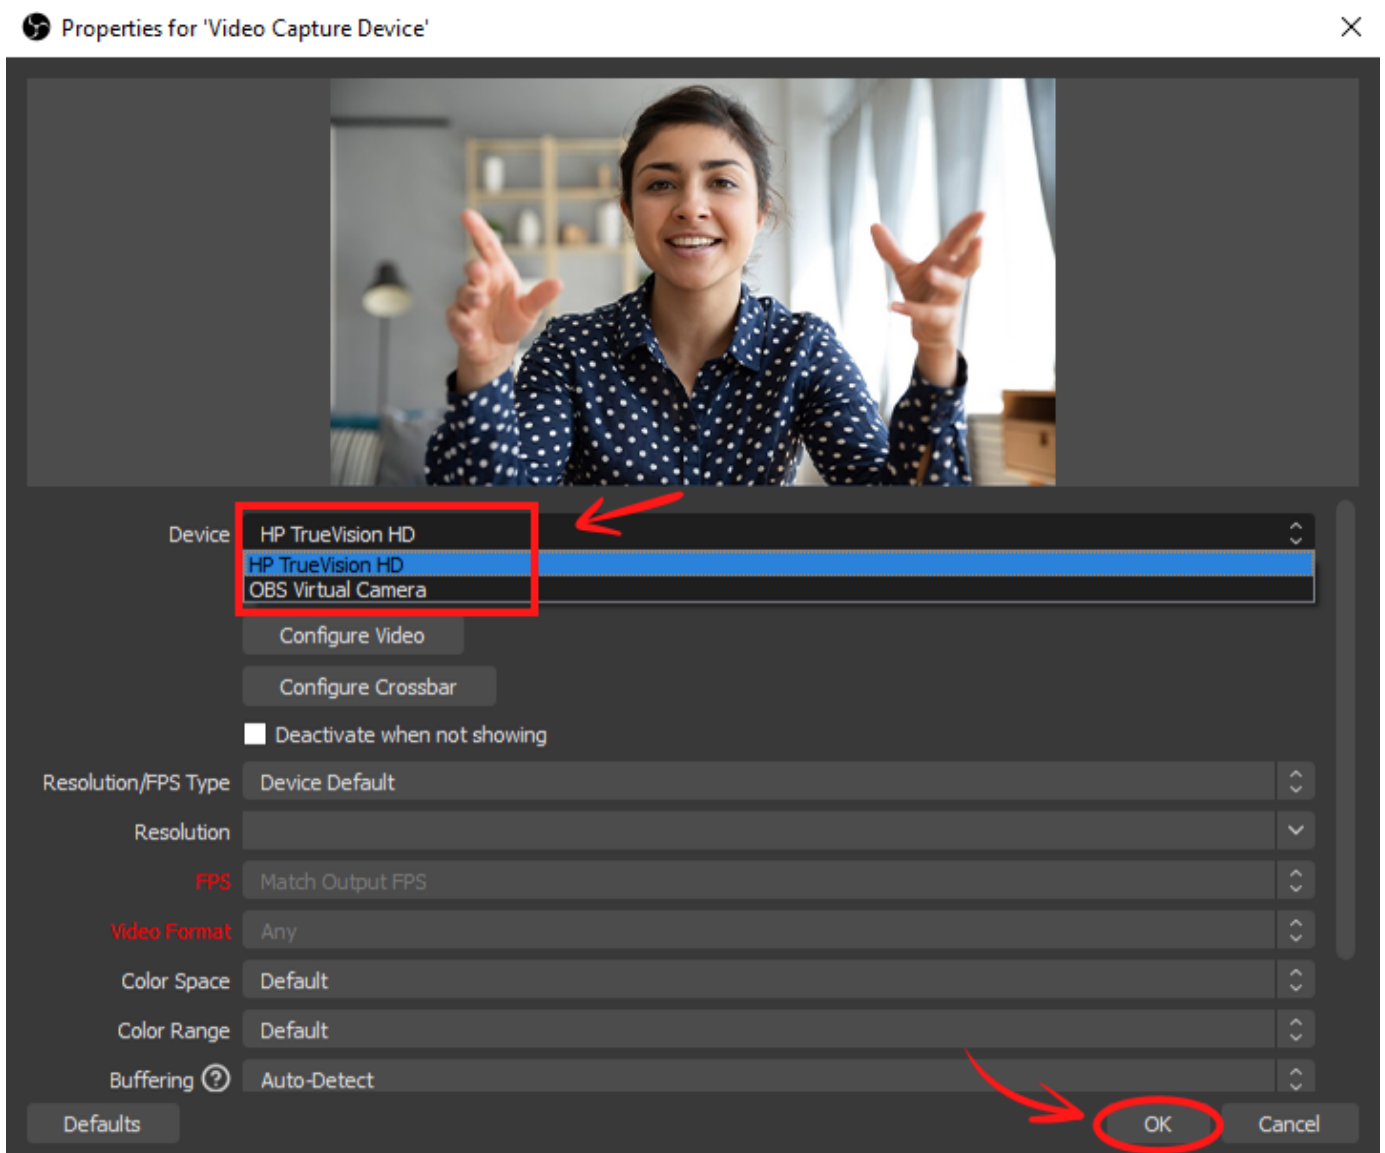 Properties for 'Video Capture Device'
Device HP TrueVision HD
HP TrueVision HD
OBS Virtual Camera
Configure Video
Configure Crossbar
Deactivate when not showing
Resolution/FPS Type Device Default
Resolution
FPS Match Output FPS
Video Format Any
Color Space Default
Color Range Default
Buffering ? Auto-Detect
Defaults OK Cancel